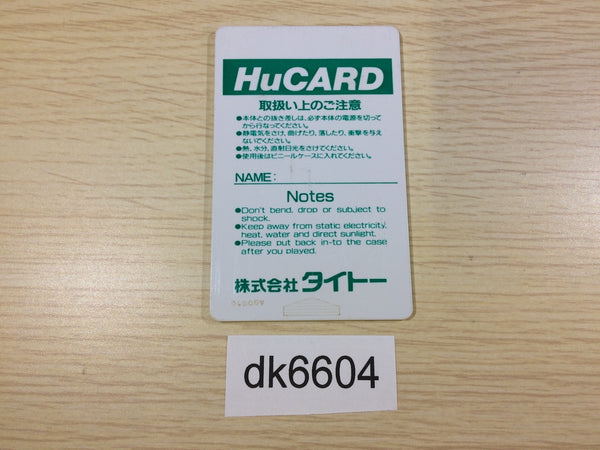 HuCARD
取扱い上のご注意
●本体との抜き差しは、必ず本体の電源を切って
から行なってください。
●静電気をさけ、曲げたり、落したり、衝撃を与え
ないでください。
●熱、水分、直射日光をさけてください。
●使用後はビニールケースに入れてください。
NAME:
Notes
●Don't bend, drop or subject to
shock.
●Keep away from static electricity,
heat, water and direct sunlight.
●Please put back in-to the case
after you played.
株式会社タイトー
dk6604